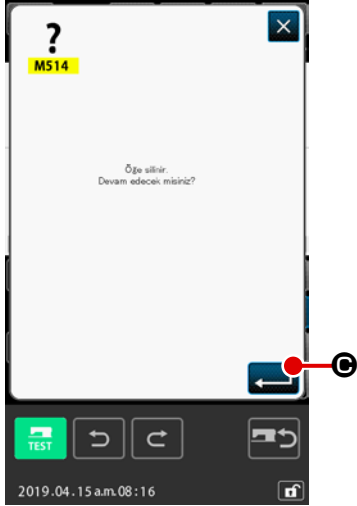 ?
M514
Öğe silinir.
Devam edecek misiniz?
C
TEST
2019.04.15 a.m. 08:16